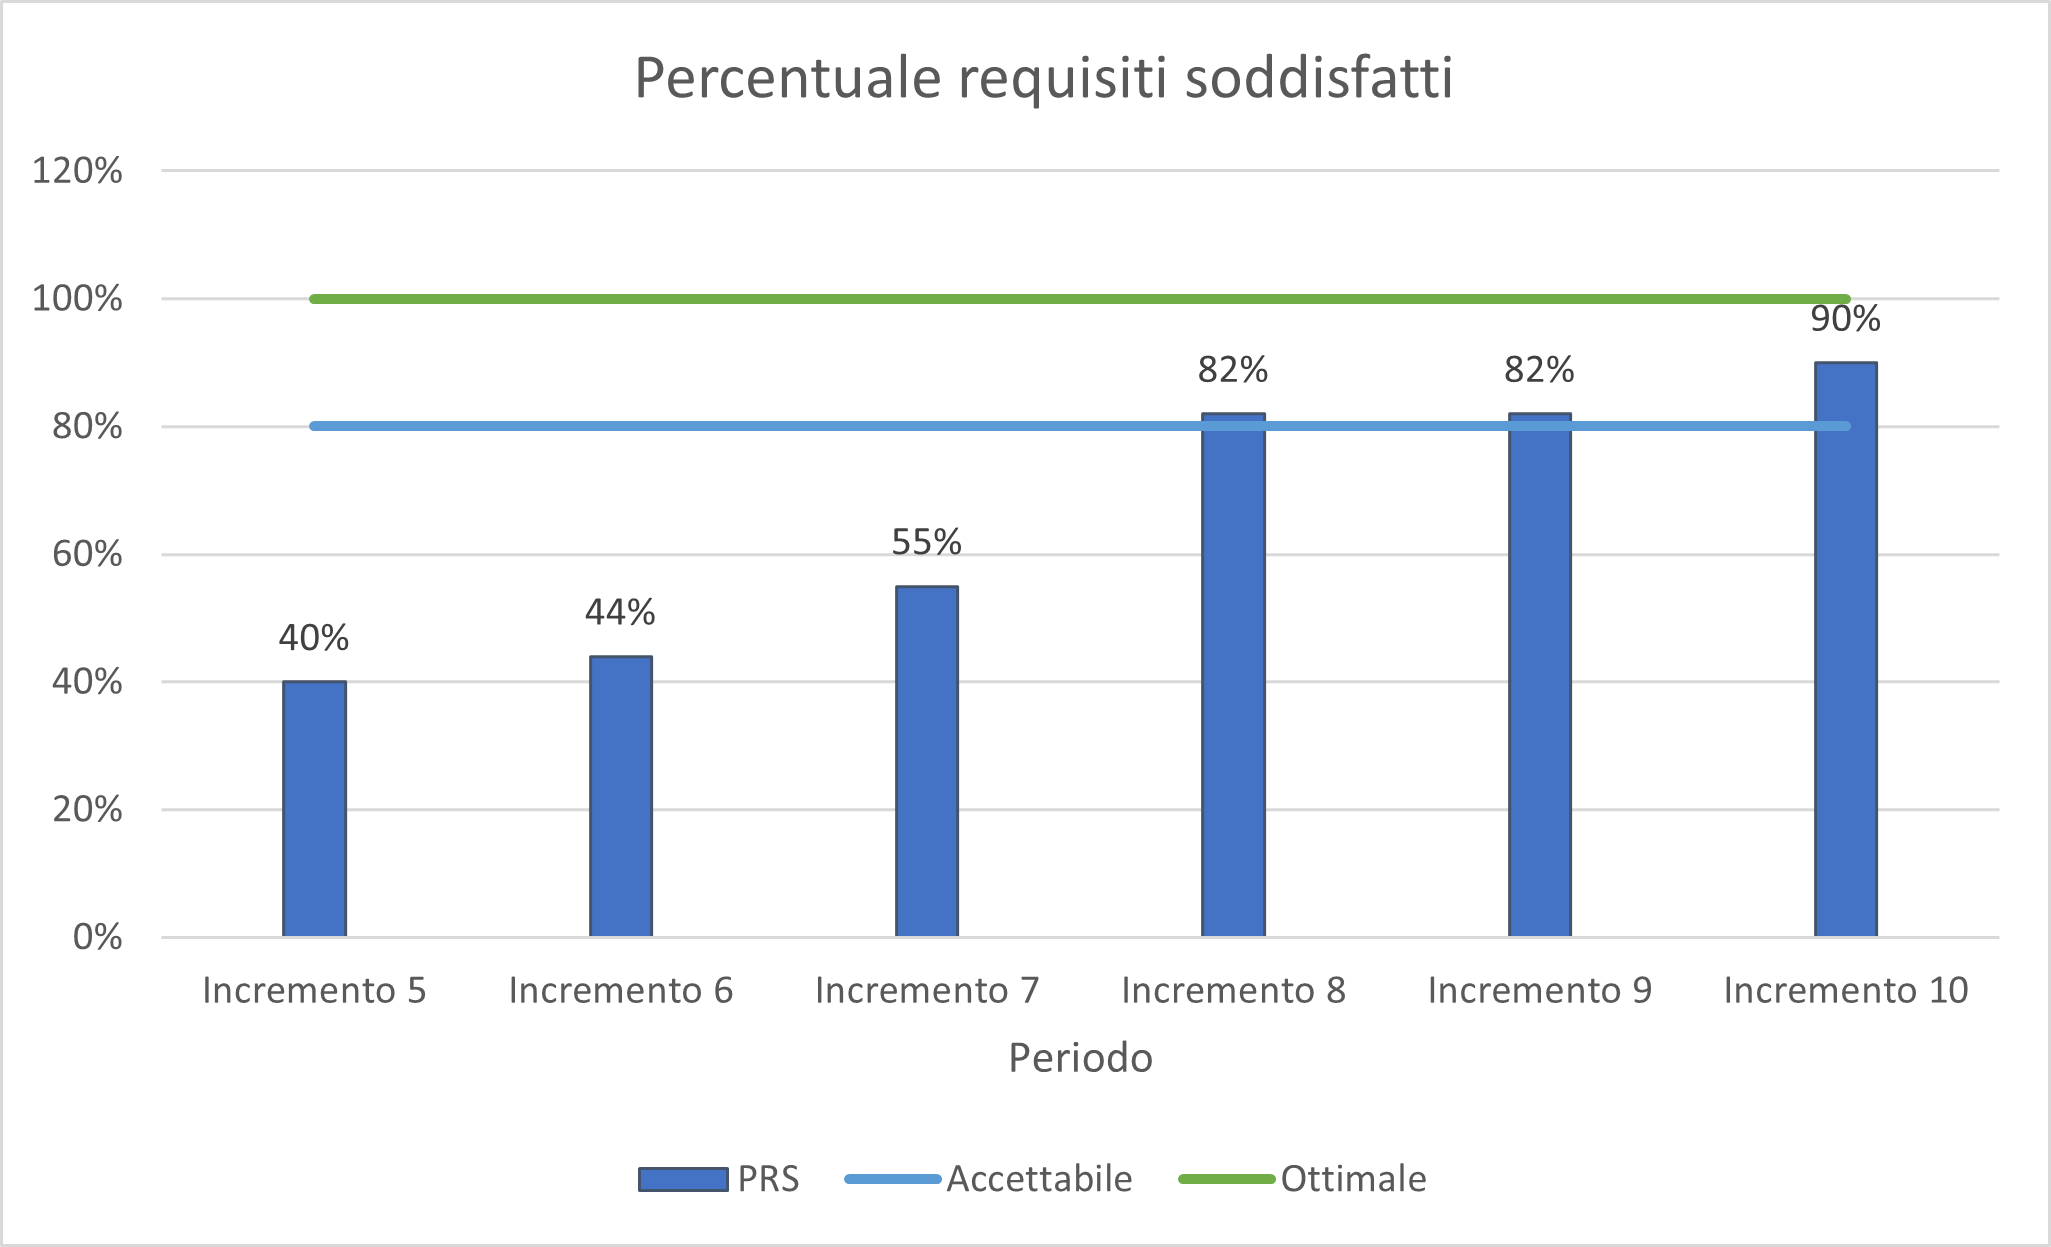 Percentuale requisiti soddisfatti
120%
100%
80%
60%
40%
20%
0%
40%
44%
55%
82%
82%
90%
Incremento 5
Incremento 6
Incremento 7
Incremento 8
Incremento 9
Incremento 10
Periodo
PRS
Accettabile
Ottimale